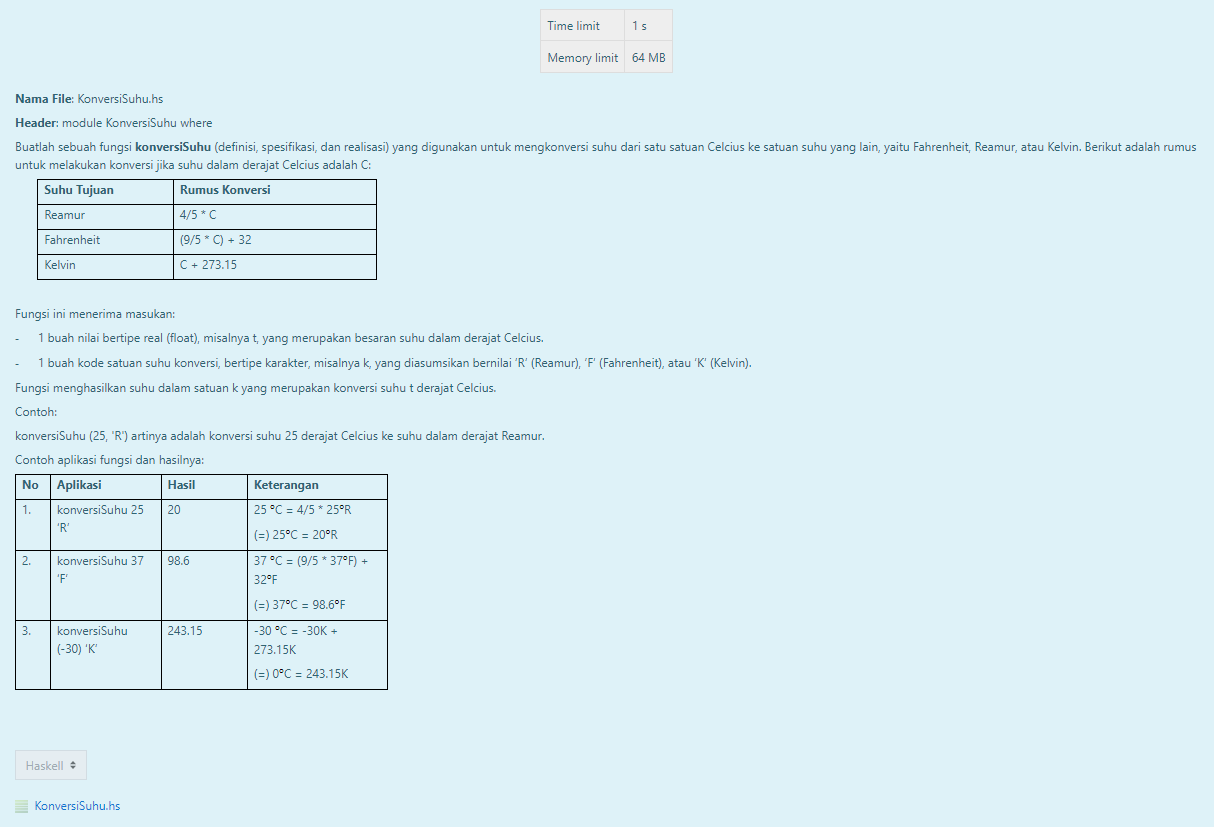 Time limit 1 s
Memory limit 64 MB
Nama File: KonversiSuhu.hs
Header: module KonversiSuhu where
Buatlah sebuah fungsi konversiSuhu (definisi, spesifikasi, dan realisasi) yang digunakan untuk mengkonversi suhu dari satu satuan Celcius ke satuan suhu yang lain, yaitu Fahrenheit, Reamur, atau Kelvin. Berikut adalah rumus
untuk melakukan konversi jika suhu dalam derajat Celcius adalah C:
Suhu Tujuan Rumus Konversi
Reamur 4/5 * C
Fahrenheit (9/5 * C) + 32
Kelvin C + 273.15
Fungsi ini menerima masukan:
- 1 buah nilai bertipe real (float), misalnya t, yang merupakan besaran suhu dalam derajat Celcius.
- 1 buah kode satuan suhu konversi, bertipe karakter, misalnya k, yang diasumsikan bernilai 'R' (Reamur), 'F' (Fahrenheit), atau 'K' (Kelvin).
Fungsi menghasilkan suhu dalam satuan k yang merupakan konversi suhu t derajat Celcius.
Contoh:
konversiSuhu (25, 'R') artinya adalah konversi suhu 25 derajat Celcius ke suhu dalam derajat Reamur.
Contoh aplikasi fungsi dan hasilnya:
No Aplikasi Hasil Keterangan
1. konversiSuhu 25 20 25 °C = 4/5 * 25°R
'R'
(=) 25°C = 20°R
2. konversiSuhu 37 98.6 37 °C = (9/5 * 37°F) +
'F' 32°F
(=) 37°C = 98.6°F
3. konversiSuhu 243.15 -30 °C = -30K +
(-30) 'K' 273.15K
(=) 0°C = 243.15K
Haskell
KonversiSuhu.hs